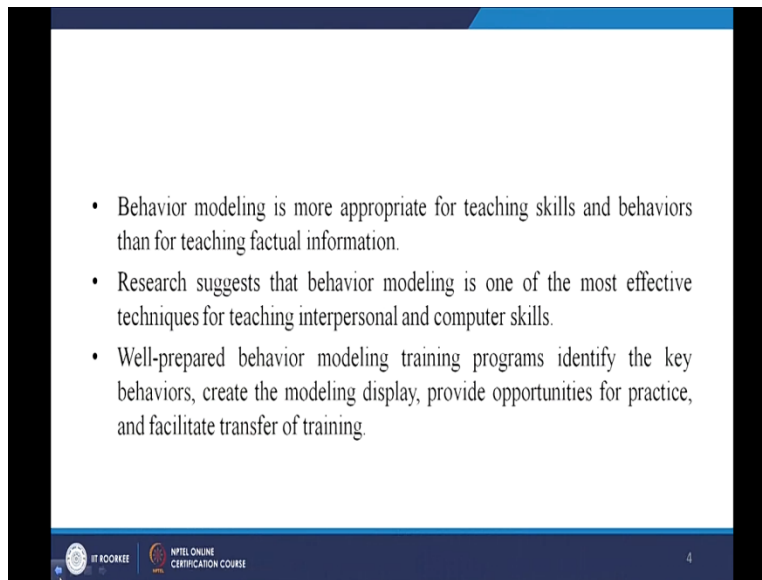 • Behavior modeling is more appropriate for teaching skills and behaviors
than for teaching factual information.
• Research suggests that behavior modeling is one of the most effective
techniques for teaching interpersonal and computer skills.
• Well-prepared behavior modeling training programs identify the key
behaviors, create the modeling display, provide opportunities for practice,
and facilitate transfer of training.
IIT ROORKEE
NPTEL ONLINE
CERTIFICATION COURSE
4